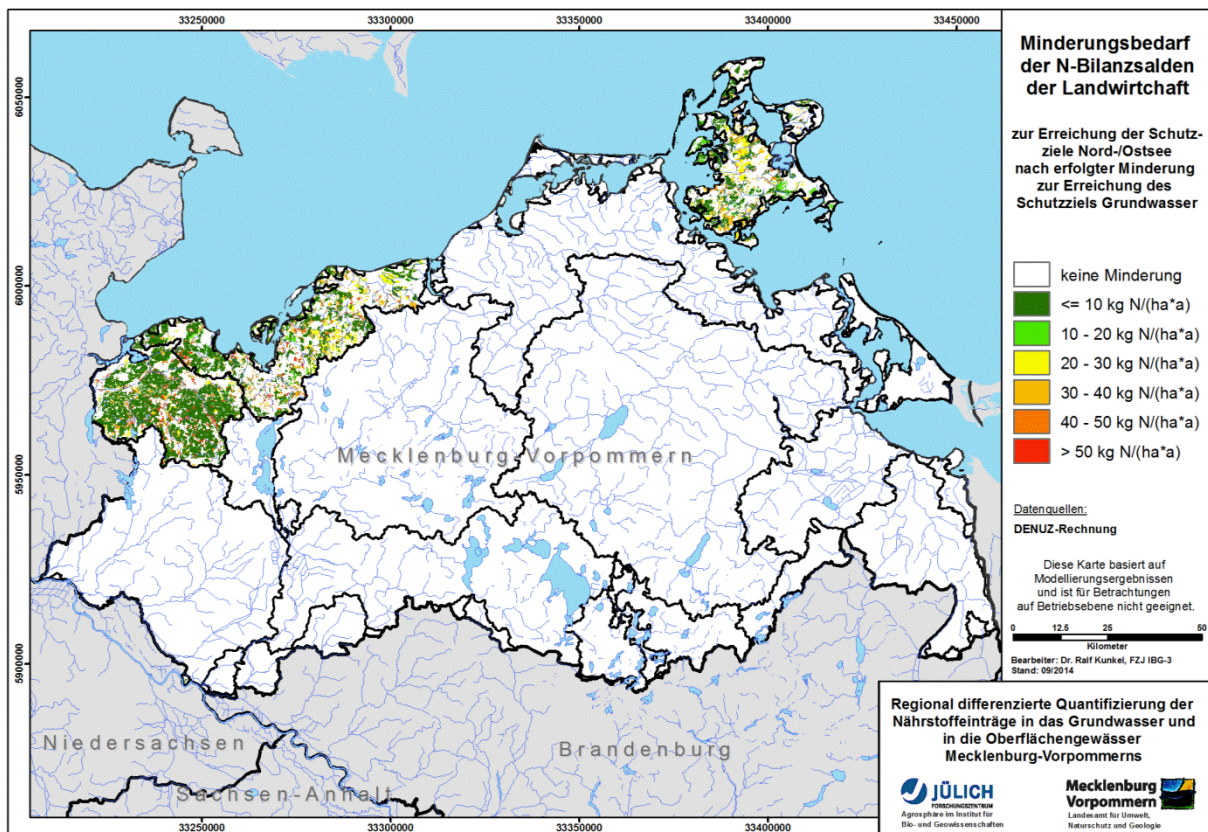 33250000 33300000 33350000 33400000 33450000
6050000
6000000
5950000
5900000
Mecklenburg-Vorpommern
Niedersachsen
Brandenburg
Sachsen-Anhalt
33250000 33300000 33350000 33400000
Minderungsbedarf
der N-Bilanzsalden
der Landwirtchaft
zur Erreichung der Schutz-
ziele Nord-/Ostsee
nach erfolgter Minderung
zur Erreichung des
Schutzziels Grundwasser
keine Minderung
<= 10 kg N/(ha*a)
10 - 20 kg N/(ha*a)
20 - 30 kg N/(ha*a)
30 - 40 kg N/(ha*a)
40 - 50 kg N/(ha*a)
> 50 kg N/(ha*a)
Datenquellen:
DENUZ-Rechnung
Diese Karte basiert auf
Modellierungsergebnissen
und ist für Betrachtungen
auf Betriebsebene nicht geeignet.
0 12.5 25 50
Kilometer
Bearbeiter: Dr. Ralf Kunkel, FZJ IBG-3
Stand: 09/2014
Regional differenzierte Quantifizierung der
Nährstoffeinträge in das Grundwasser und
in die Oberflächengewässer
Mecklenburg-Vorpommerns
JÜLICH
FORSCHUNGSZENTRUM
Agrosphäre im Institut für
Bio- und Geowissenschaften
Mecklenburg
Vorpommern
Landesamt für Umwelt,
Naturschutz und Geologie